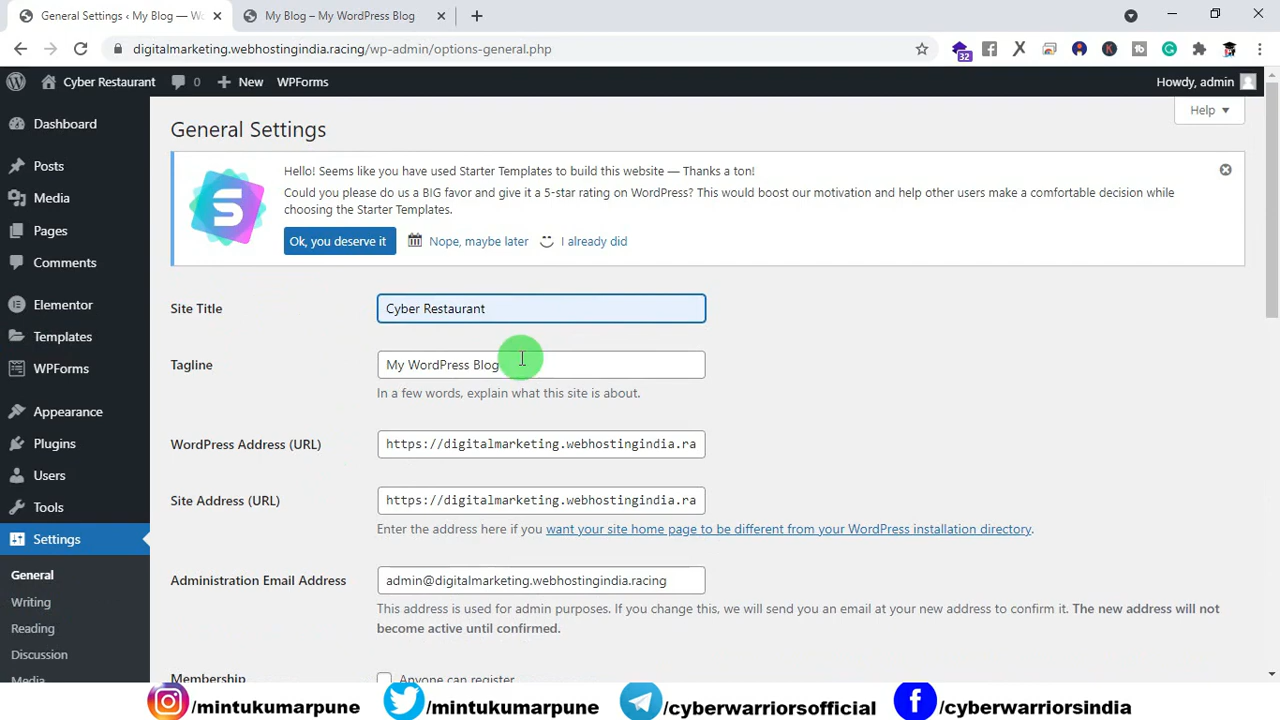 General Settings ‹ My Blog — Wo
My Blog – My WordPress Blog
digitalmarketing.webhostingindia.racing/wp-admin/options-general.php
32
Cyber Restaurant
0
New
WPForms
Howdy, admin
Help
Dashboard
Posts
Media
Pages
Comments
Elementor
Templates
WPForms
Appearance
Plugins
Users
Tools
Settings
General
Writing
Reading
Discussion
Media
General Settings
Hello! Seems like you have used Starter Templates to build this website — Thanks a ton!
Could you please do us a BIG favor and give it a 5-star rating on WordPress? This would boost our motivation and help other users make a comfortable decision while
choosing the Starter Templates.
Ok, you deserve it
Nope, maybe later
I already did
Site Title
Cyber Restaurant
Tagline
My WordPress Blog
In a few words, explain what this site is about.
WordPress Address (URL)
https://digitalmarketing.webhostingindia.ra
Site Address (URL)
https://digitalmarketing.webhostingindia.ra
Enter the address here if you want your site home page to be different from your WordPress installation directory.
Administration Email Address
admin@digitalmarketing.webhostingindia.racing
This address is used for admin purposes. If you change this, we will send you an email at your new address to confirm it. The new address will not
become active until confirmed.
Membership
Anyone can register
/mintukumarpune
/mintukumarpune
/cyberwarriorsofficial
/cyberwarriorsindia